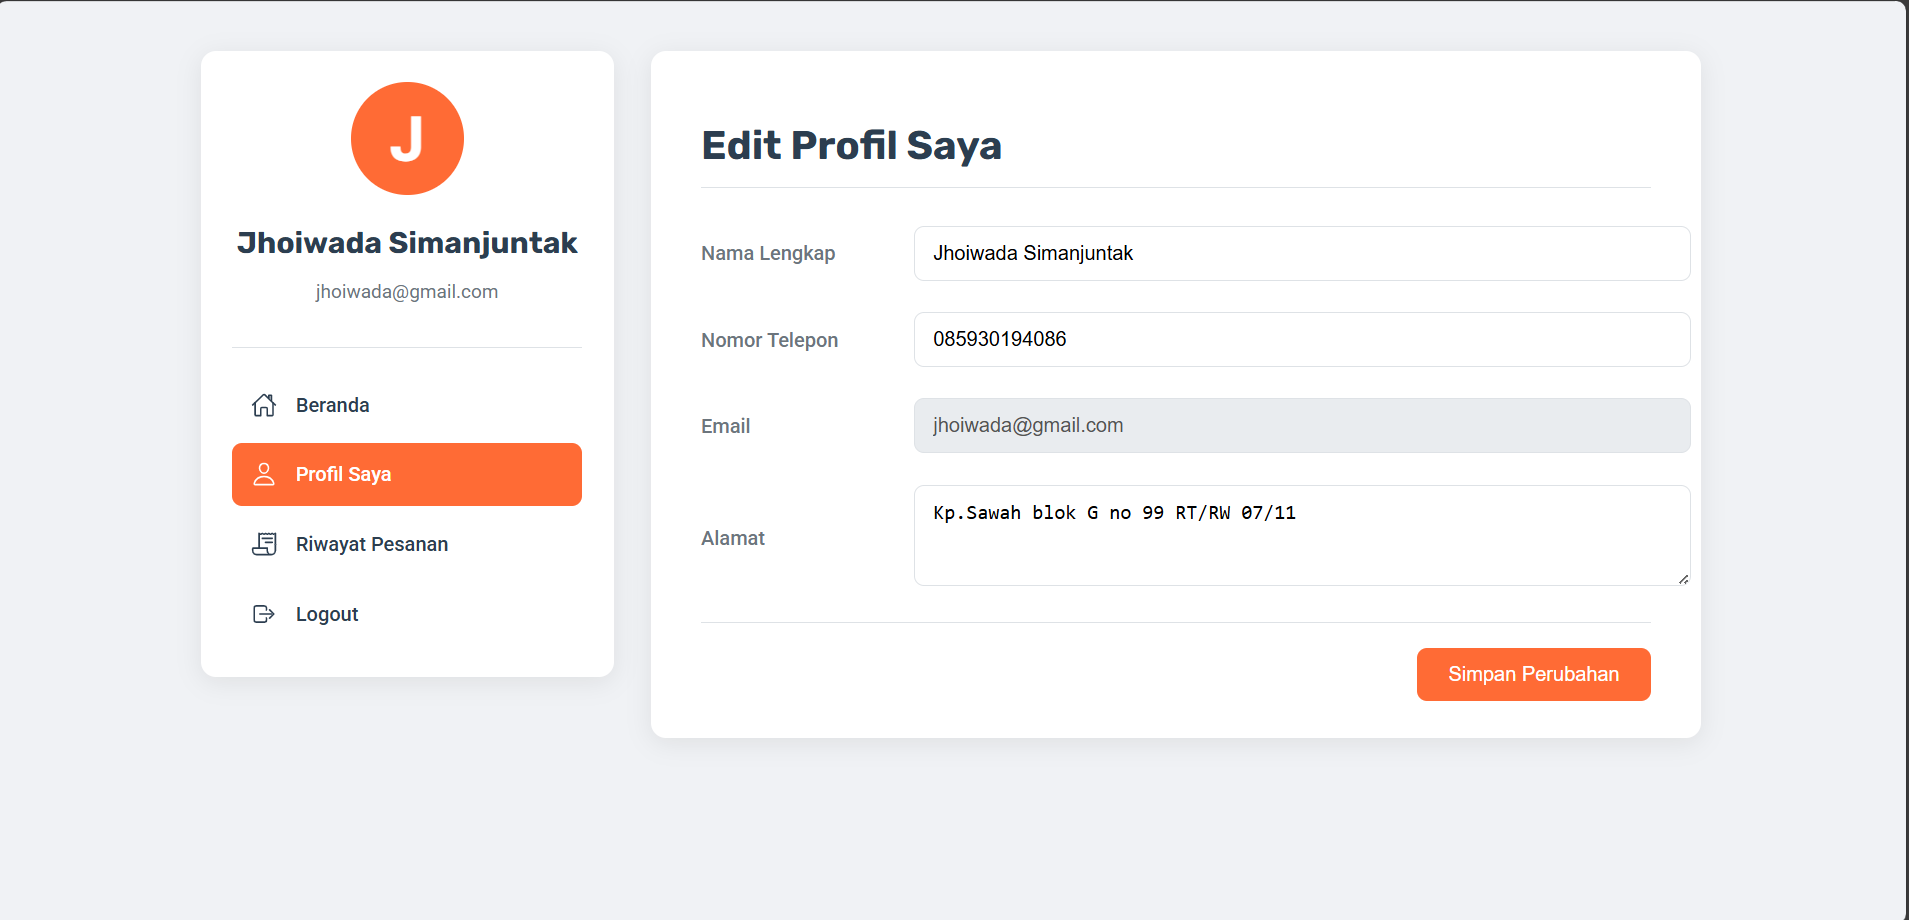 J
Jhoiwada Simanjuntak
jhoiwada@gmail.com
Beranda
Profil Saya
Riwayat Pesanan
Logout
Edit Profil Saya
Nama Lengkap
Jhoiwada Simanjuntak
Nomor Telepon
085930194086
Email
jhoiwada@gmail.com
Alamat
Kp.Sawah blok G no 99 RT/RW 07/11
Simpan Perubahan